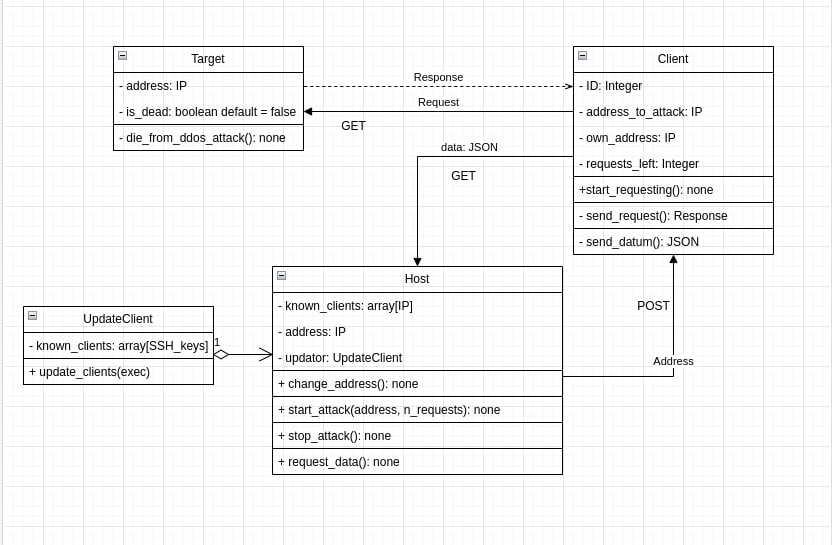 Target
- address: IP
- is_dead: boolean default = false
- die_from_ddos_attack(): none
Response
Request
GET
data: JSON
GET
Client
- ID: Integer
- address_to_attack: IP
- own_address: IP
- requests_left: Integer
+start_requesting(): none
- send_request(): Response
- send_datum(): JSON
Host
- known_clients: array[IP]
- address: IP
- updator: UpdateClient
+ change_address(): none
+ start_attack(address, n_requests): none
+ stop_attack(): none
+ request_data(): none
UpdateClient
- known_clients: array[SSH_keys]
+ update_clients(exec)
1
POST
Address